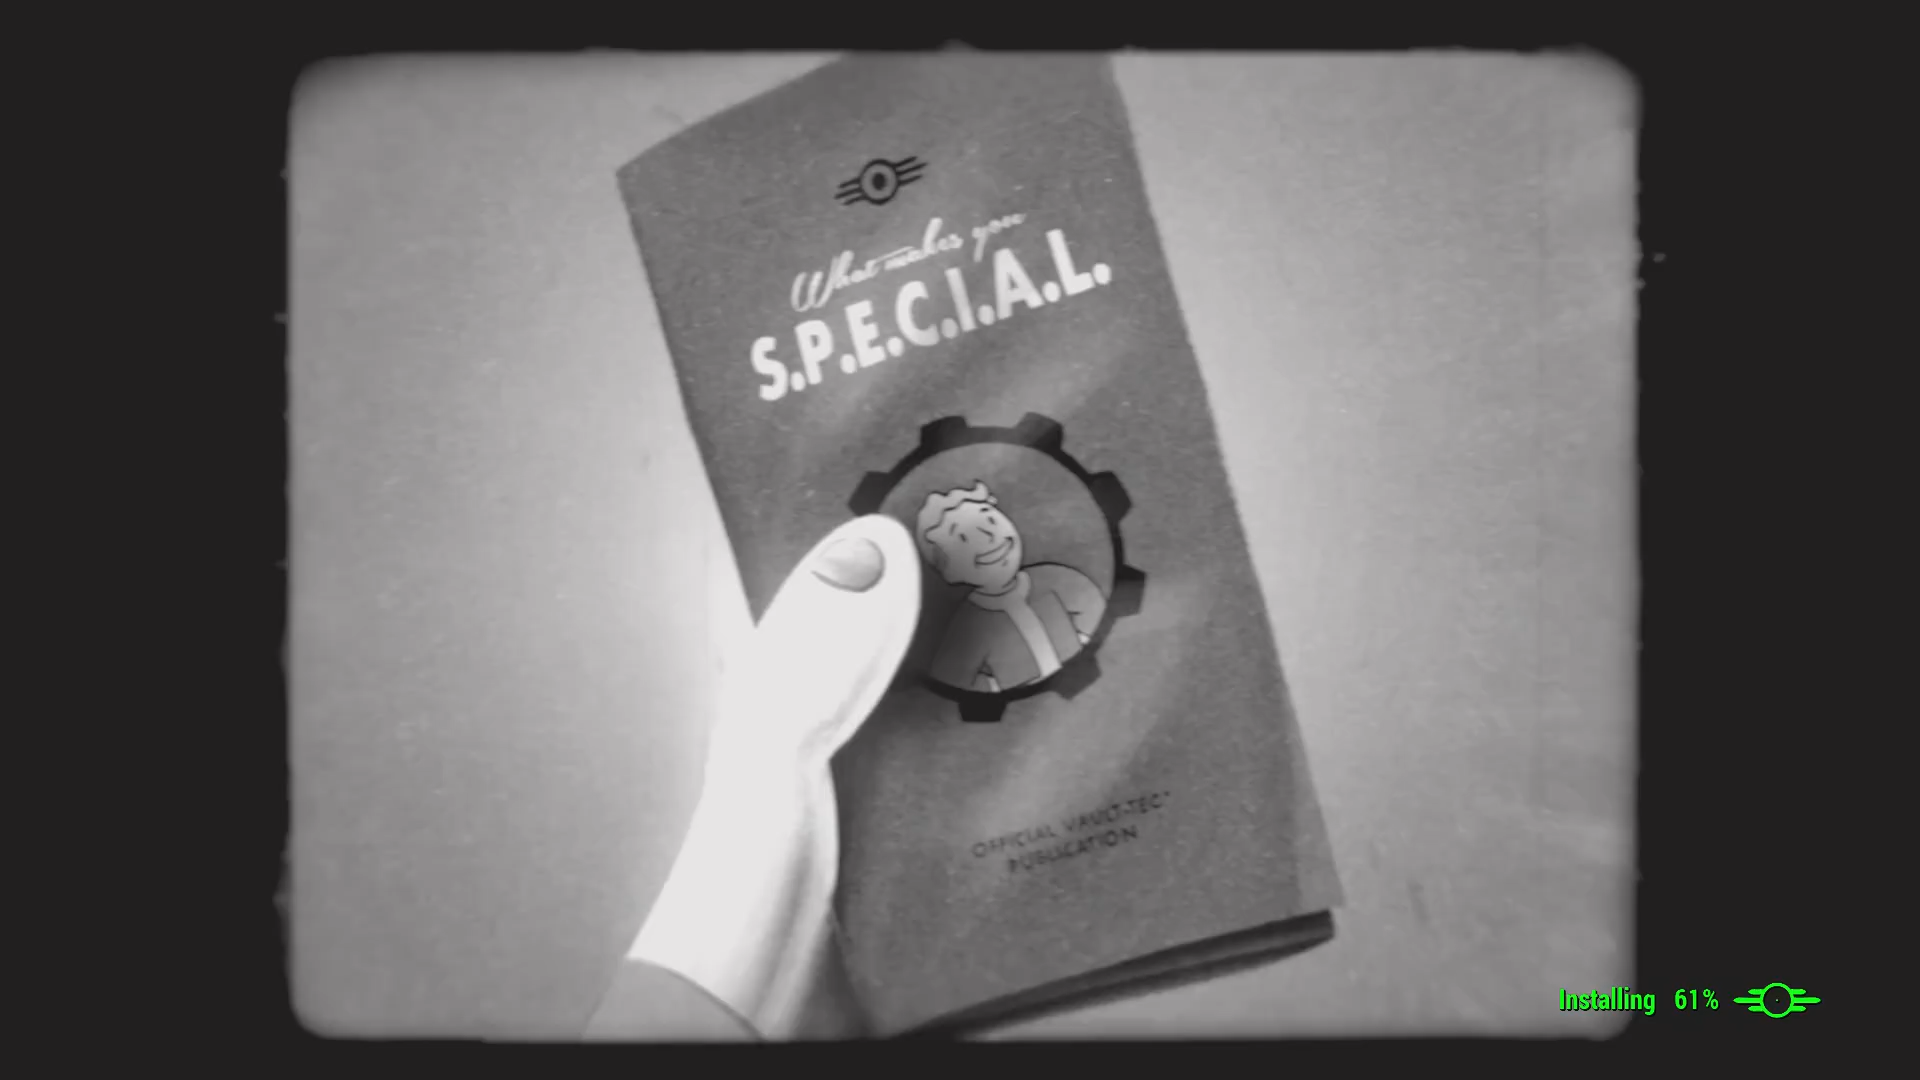 What makes you
S.P.E.C.I.A.L.
OFFICIAL VAULT-TEC
PUBLICATION
Installing 61%